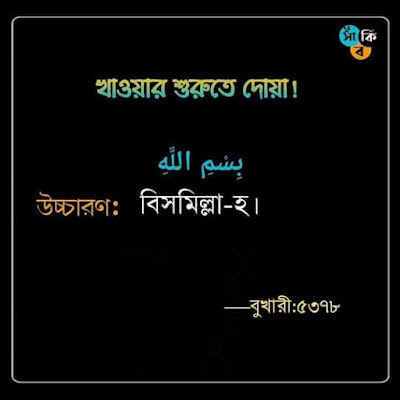 সাকিব
খাওয়ার শুরুতে দোয়া!
بِسْمِ اللَّهِ
উচ্চারণ: বিসমিল্লা-হ।
—বুখারী:৫৩৭৮